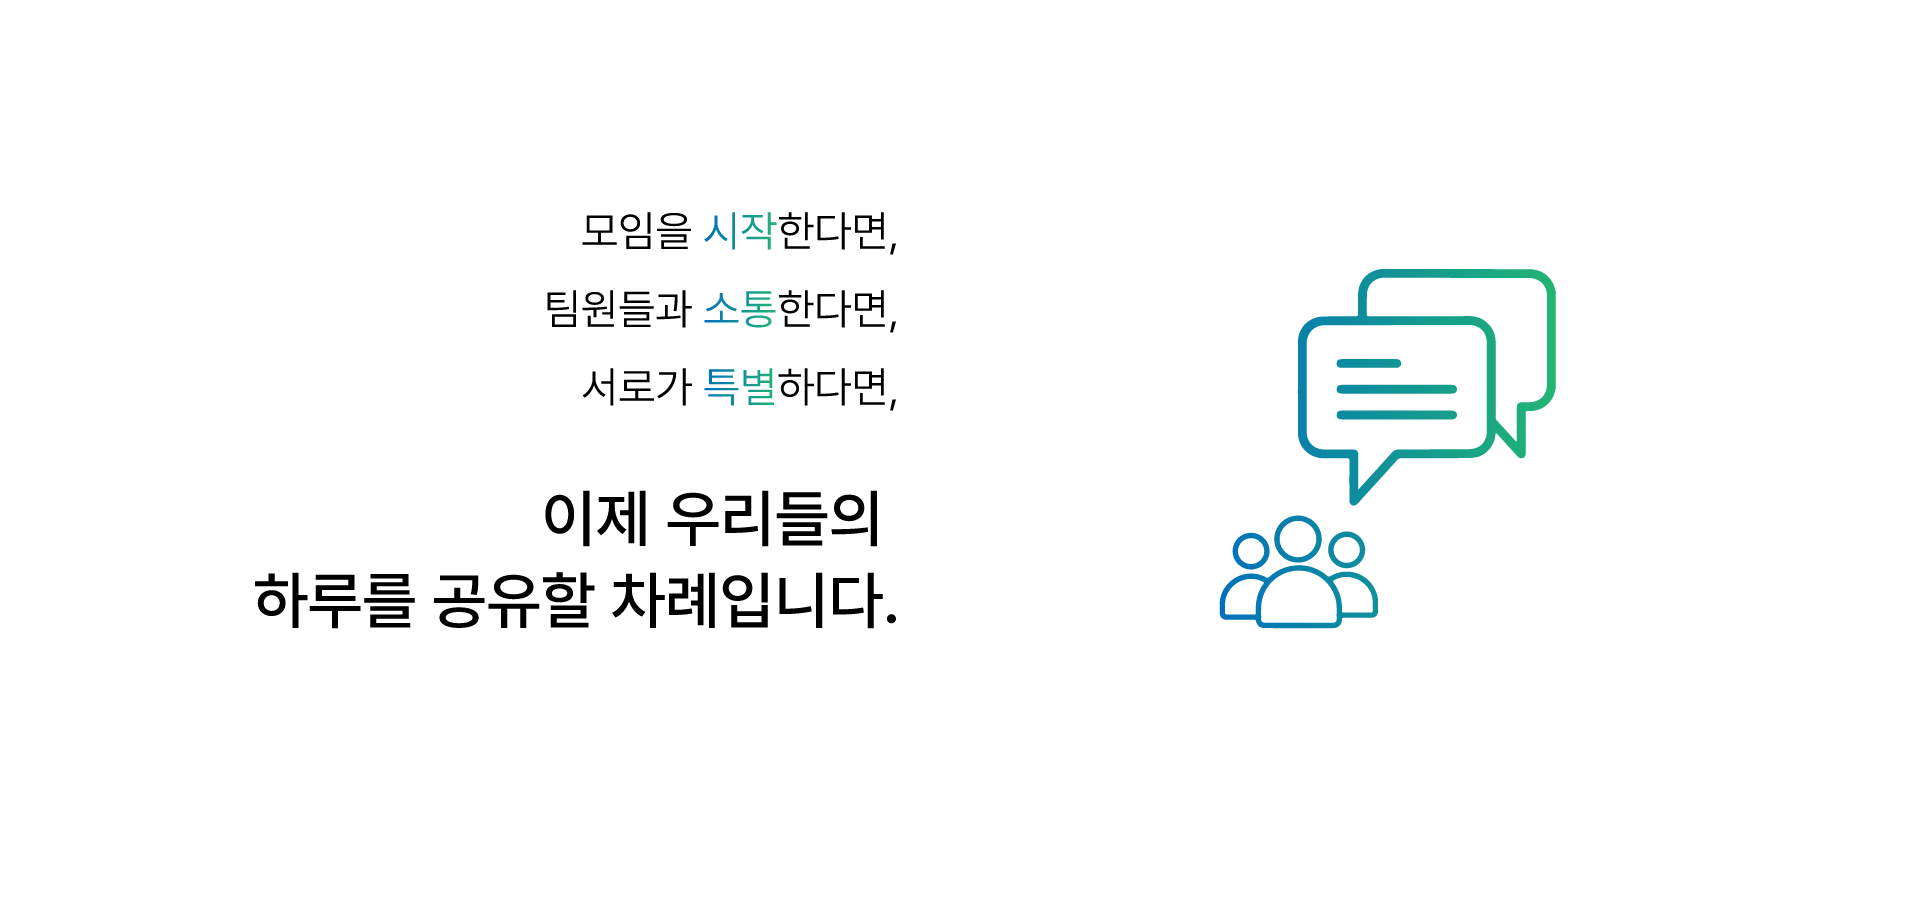 모임을 시작한다면,
팀원들과 소통한다면,
서로가 특별하다면,
이제 우리들의
하루를 공유할 차례입니다.